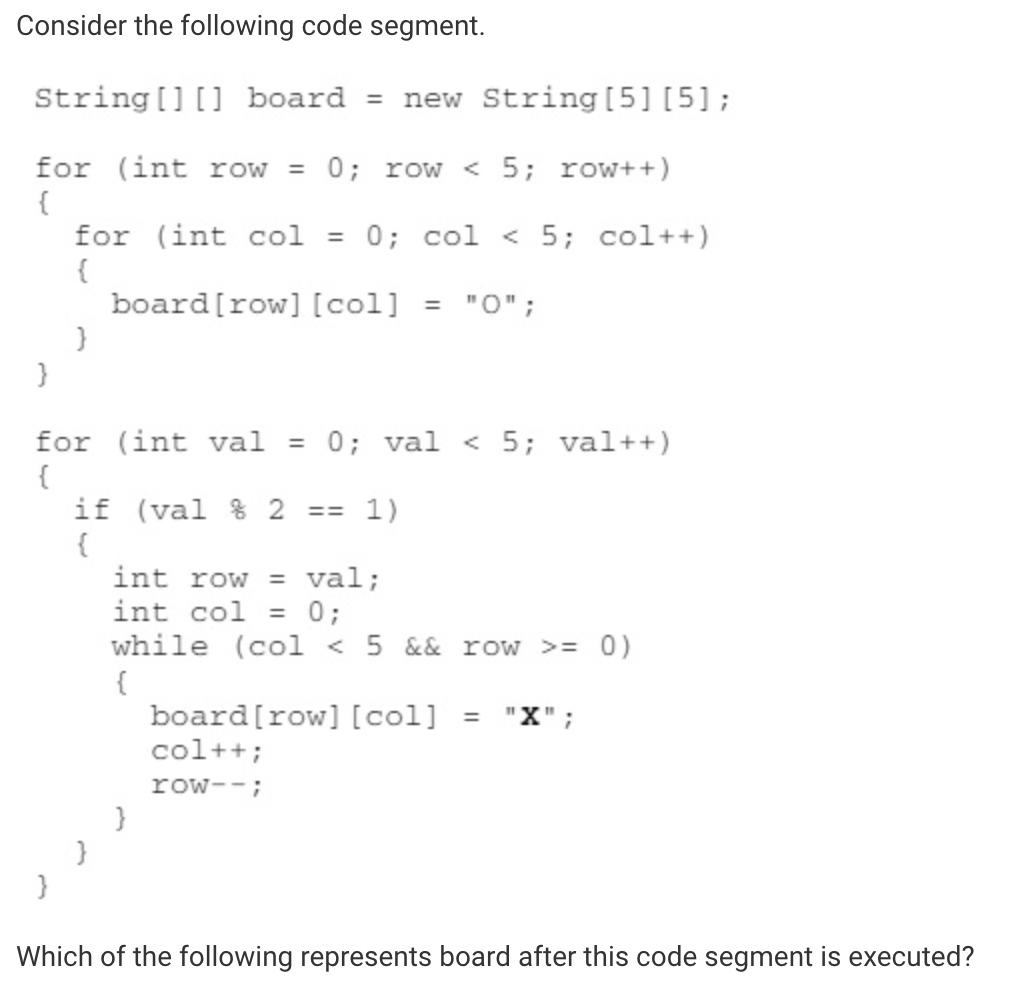 Consider the following code segment.
String[][] board = new String[5][5];
for (int row = 0; row < 5; row++)
{
for (int col = 0; col < 5; col++)
{
board[row][col] = "O";
}
}
for (int val = 0; val < 5; val++)
{
if (val % 2 == 1)
{
int row = val;
int col = 0;
while (col < 5 && row >= 0)
{
board[row][col] = "X";
col++;
row--;
}
}
}
Which of the following represents board after this code segment is executed?